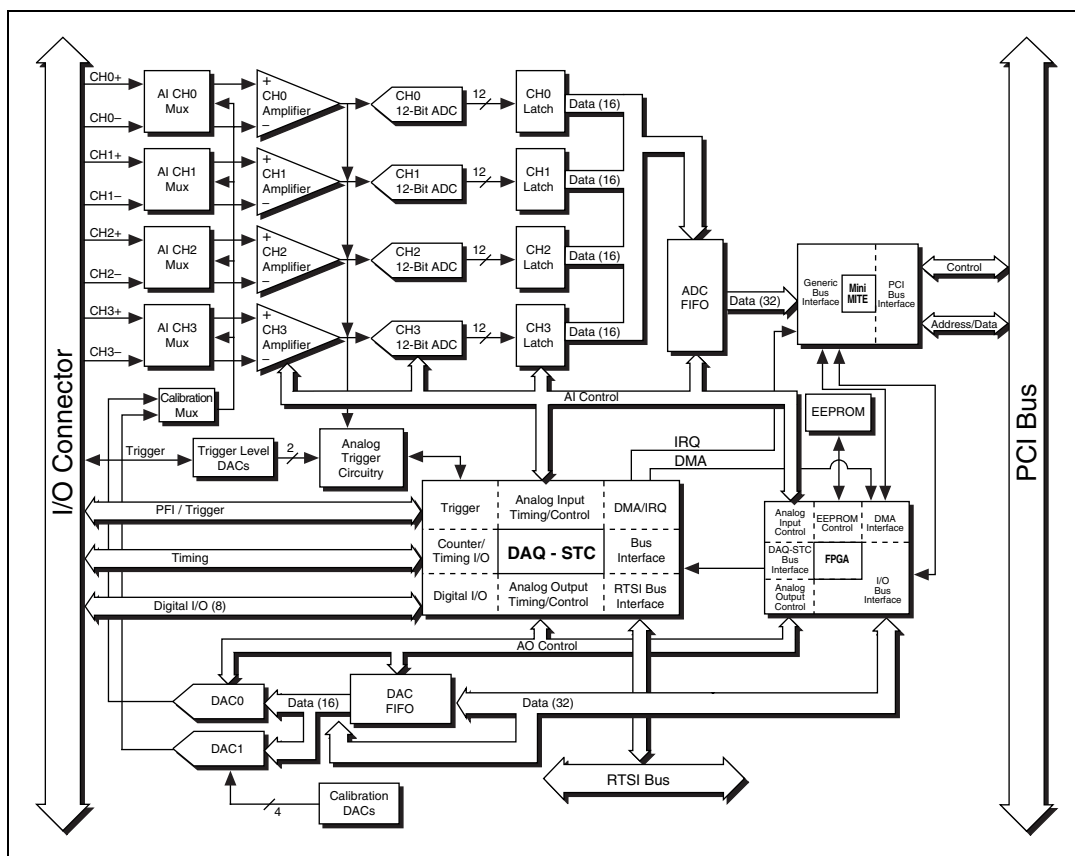 I/O Connector
PCI Bus
CH0+
CH0–
CH1+
CH1–
CH2+
CH2–
CH3+
CH3–
AI CH0
Mux
AI CH1
Mux
AI CH2
Mux
AI CH3
Mux
+
CH0
Amplifier
–
+
CH1
Amplifier
–
+
CH2
Amplifier
–
+
CH3
Amplifier
–
CH0
12-Bit ADC
CH1
12-Bit ADC
CH2
12-Bit ADC
CH3
12-Bit ADC
12
12
12
12
CH0
Latch
CH1
Latch
CH2
Latch
CH3
Latch
Data (16)
Data (16)
Data (16)
Data (16)
ADC
FIFO
Data (32)
Generic
Bus
Interface
Mini
MITE
PCI
Bus
Interface
Control
Address/Data
Calibration
Mux
AI Control
EEPROM
Trigger
Trigger Level
DACs
2
Analog
Trigger
Circuitry
IRQ
DMA
PFI / Trigger
Timing
Digital I/O (8)
Trigger
Analog Input
Timing/Control
DMA/IRQ
Counter/
Timing I/O
DAQ - STC
Bus
Interface
Digital I/O
Analog Output
Timing/Control
RTSI Bus
Interface
Analog
Input
Control
EEPROM
Control
DMA
Interface
DAQ-STC
Bus
Interface
FPGA
Analog
Output
Control
I/O
Bus
Interface
AO Control
DAC0
Data (16)
DAC
FIFO
Data (32)
DAC1
4
Calibration
DACs
RTSI Bus